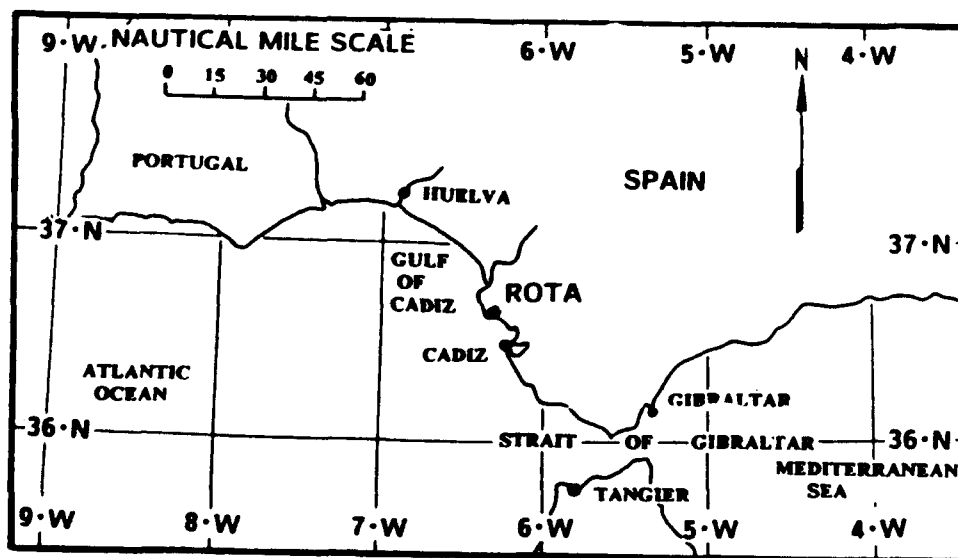 9·W. NAUTICAL MILE SCALE 6·W 5·W 4·W
N
0 15 30 45 60
PORTUGAL
SPAIN
HUELVA
37·N 37·N
GULF
OF
CADIZ
ROTA
CADIZ
ATLANTIC
OCEAN
GIBRALTAR
36·N STRAIT OF GIBRALTAR 36·N
MEDITERRANEAN
SEA
TANGIER
9·W 8·W 7·W 6·W 5·W 4·W